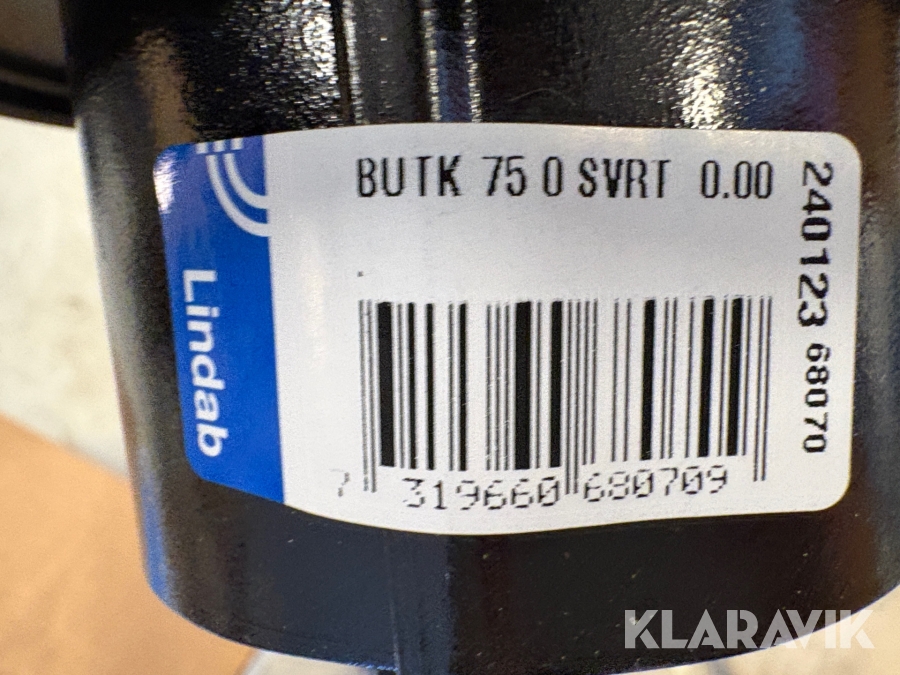 BUTK 75 0 SVRT 0.00
Lindab
7 319660 680709
240123 68070
KLARAVIK